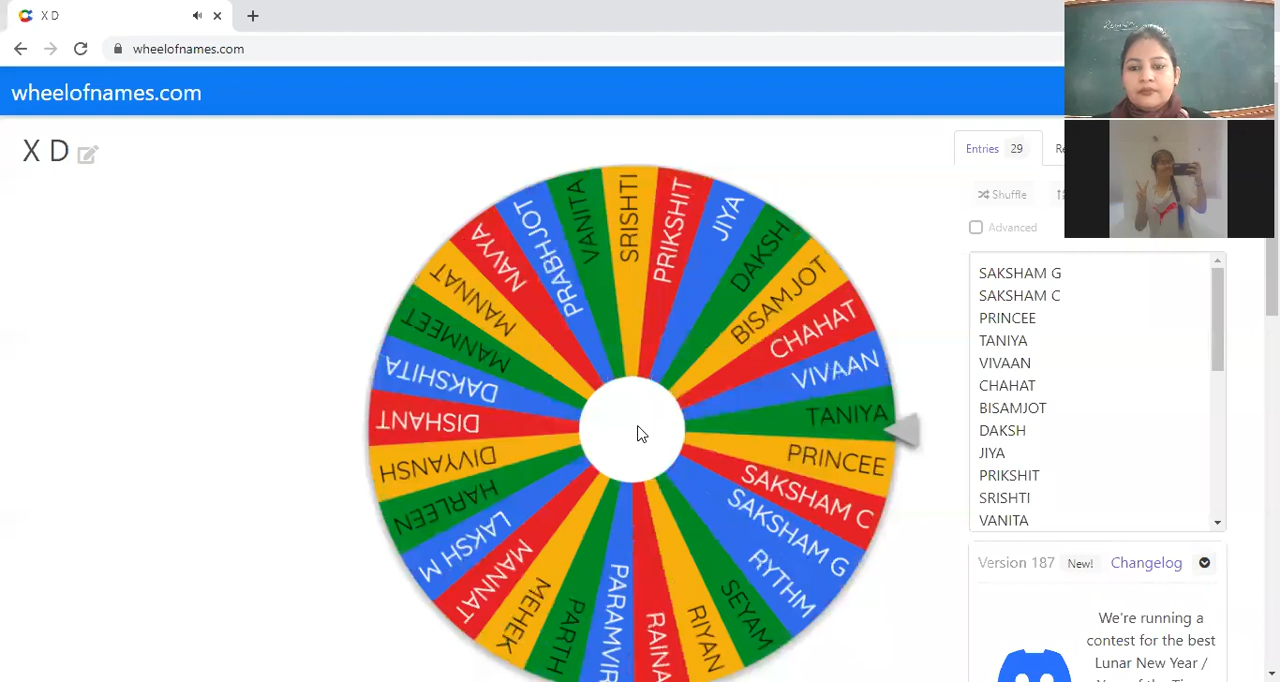 X D
wheelofnames.com
wheelofnames.com
X D
Entries 29
Shuffle
Advanced
SAKSHAM G
SAKSHAM C
PRINCEE
TANIYA
VIVAAN
CHAHAT
BISAMJOT
DAKSH
JIYA
PRIKSHIT
SRISHTI
VANITA
SRISHTI
PRIKSHIT
JIYA
DAKSH
BISAMJOT
CHAHAT
VIVAAN
TANIYA
PRINCEE
SAKSHAM C
SAKSHAM G
RYTHM
SEYAM
RIYAN
RAINA
PARAMVIR
PARTH
MEHEK
MANNAT
LAKSH M
HARLEEN
DIVYANSH
DISHANT
DAKSHITA
MANMEET
MANNAT
NAVYA
PRABHJOT
VANITA
Version 187 New! Changelog
We're running a
contest for the best
Lunar New Year /